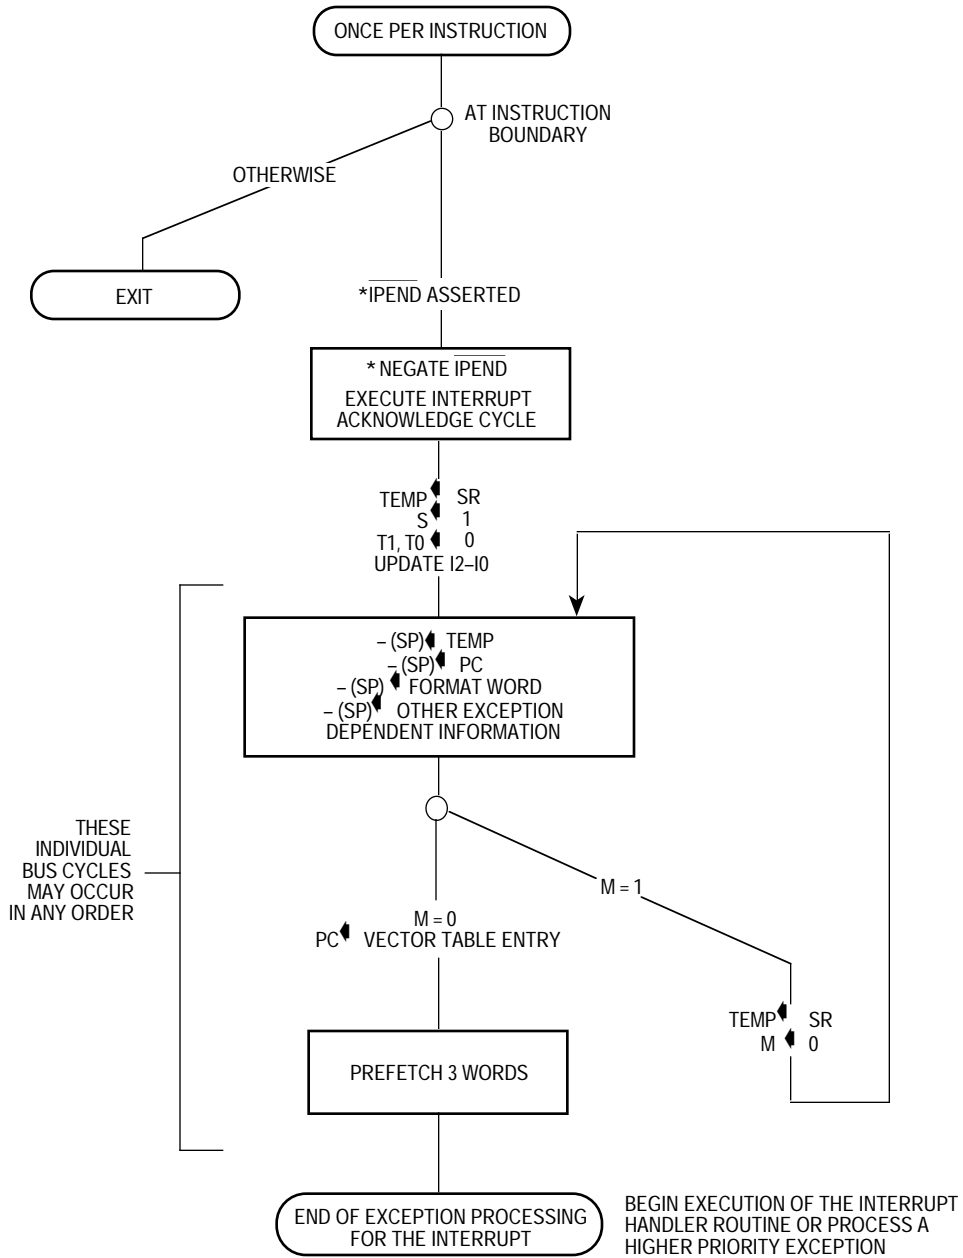 ONCE PER INSTRUCTION
AT INSTRUCTION
BOUNDARY
OTHERWISE
EXIT
*IPEND ASSERTED
* NEGATE IPEND
EXECUTE INTERRUPT
ACKNOWLEDGE CYCLE
TEMP SR
S 1
T1, T0 0
UPDATE I2–I0
– (SP) TEMP
– (SP) PC
– (SP) FORMAT WORD
– (SP) OTHER EXCEPTION
DEPENDENT INFORMATION
THESE
INDIVIDUAL
BUS CYCLES
MAY OCCUR
IN ANY ORDER
M = 1
M = 0
PC VECTOR TABLE ENTRY
TEMP SR
M 0
PREFETCH 3 WORDS
END OF EXCEPTION PROCESSING
FOR THE INTERRUPT
BEGIN EXECUTION OF THE INTERRUPT
HANDLER ROUTINE OR PROCESS A
HIGHER PRIORITY EXCEPTION